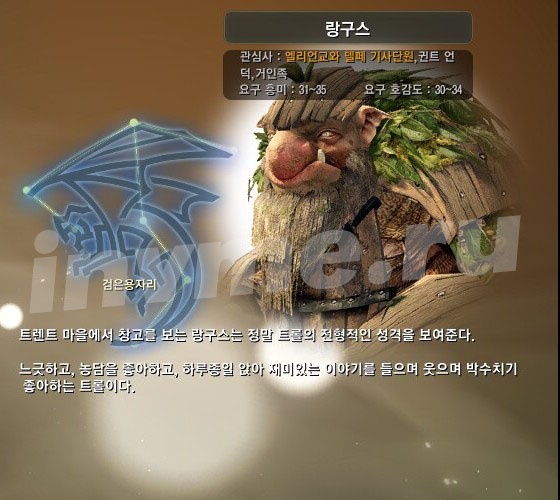 랑구스
관심사 : 엘리언교와 델페 기사단원,귄트 언
덕,거인족
요구 흥미 : 31~35 요구 호감도 : 30~34
검은용자리
트렌트 마을에서 창고를 보는 랑구스는 정말 트롤의 전형적인 성격을 보여준다.
느긋하고, 농담을 좋아하고, 하루종일 앉아 재미있는 이야기를 들으며 웃으며 박수치기
좋아하는 트롤이다.